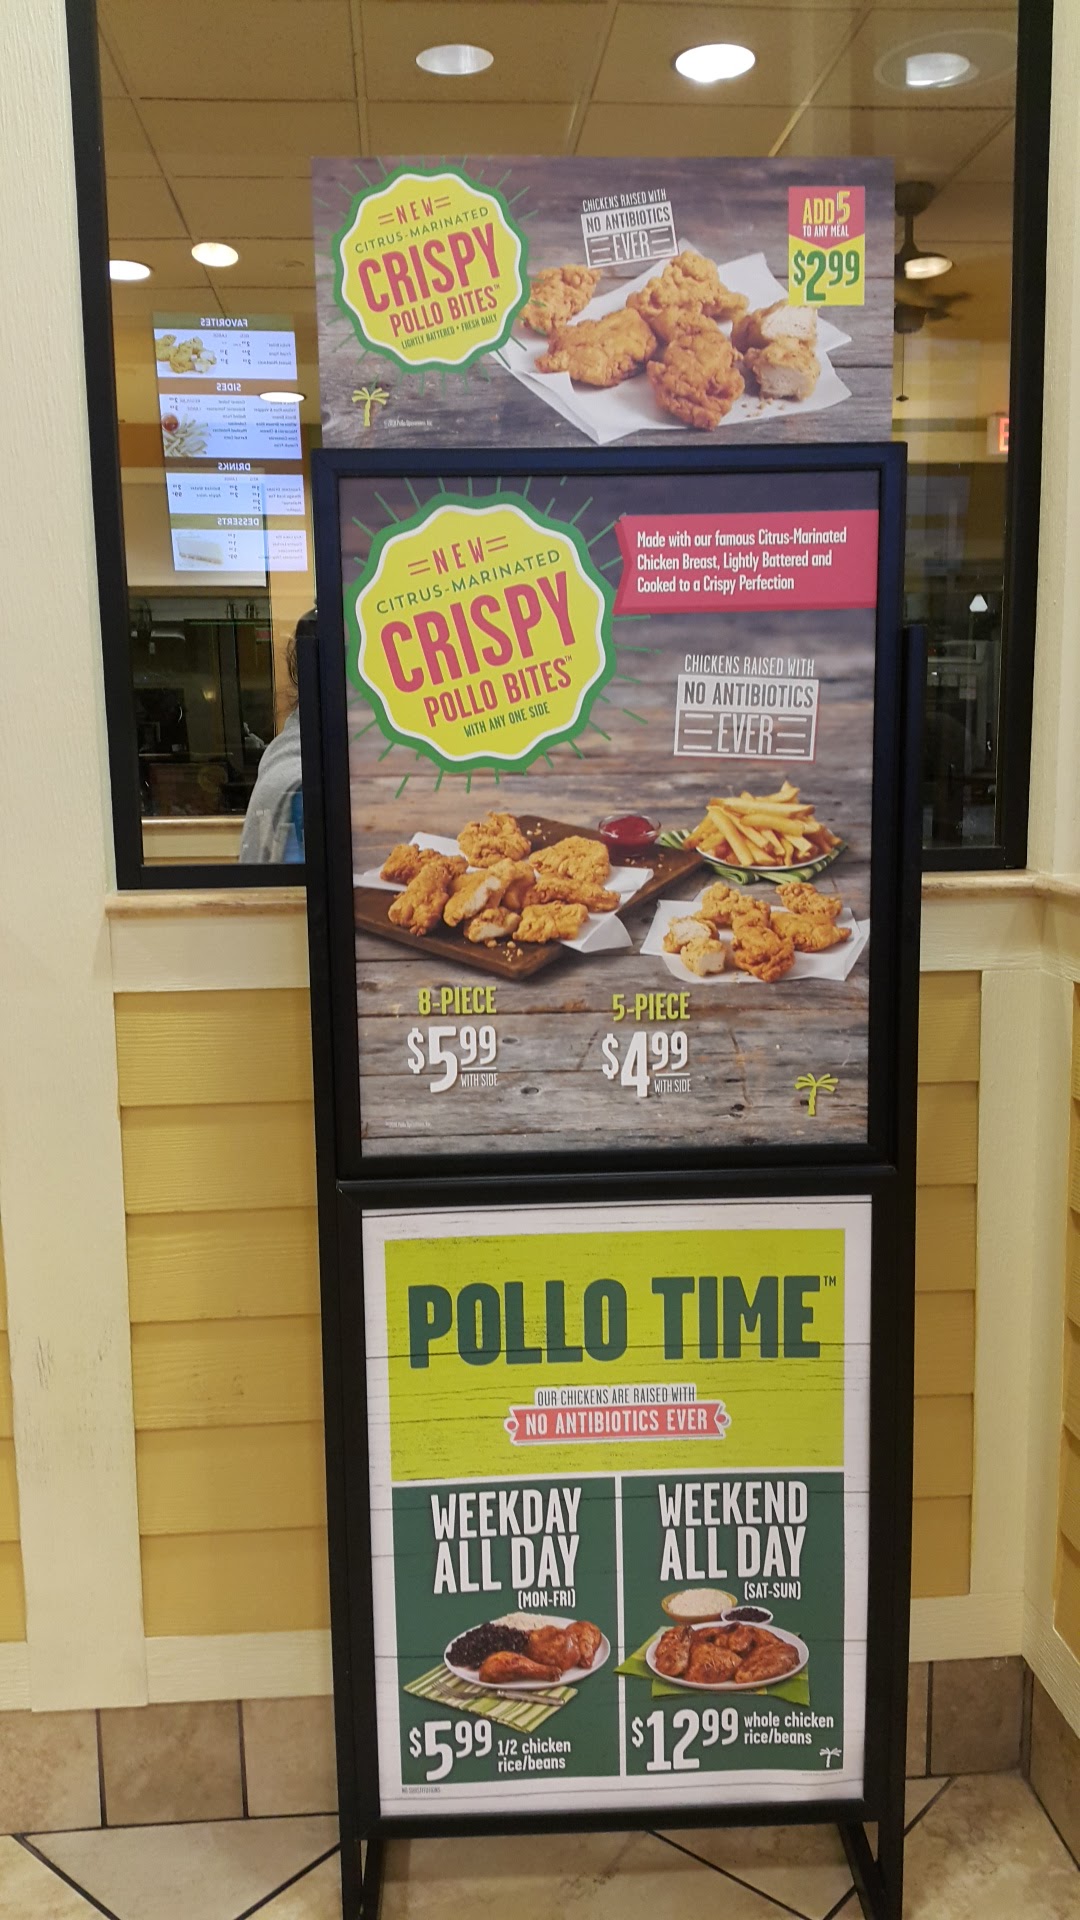 NEW
CITRUS-MARINATED
CRISPY
POLLO BITES™
LIGHTLY BATTERED • FRESH DAILY
CHICKENS RAISED WITH
NO ANTIBIOTICS
EVER
ADD 5
TO ANY MEAL
$2.99
FAVORITES
SIDES
DRINKS
DESSERTS
NEW
CITRUS-MARINATED
CRISPY
POLLO BITES™
WITH ANY ONE SIDE
Made with our famous Citrus-Marinated
Chicken Breast, Lightly Battered and
Cooked to a Crispy Perfection
CHICKENS RAISED WITH
NO ANTIBIOTICS
EVER
8-PIECE
$5.99
WITH SIDE
5-PIECE
$4.99
WITH SIDE
POLLO TIME™
OUR CHICKENS ARE RAISED WITH
NO ANTIBIOTICS EVER
WEEKDAY
ALL DAY
(MON-FRI)
$5.99 1/2 chicken
rice/beans
WEEKEND
ALL DAY
(SAT-SUN)
$12.99 whole chicken
rice/beans
NO SUBSTITUTIONS